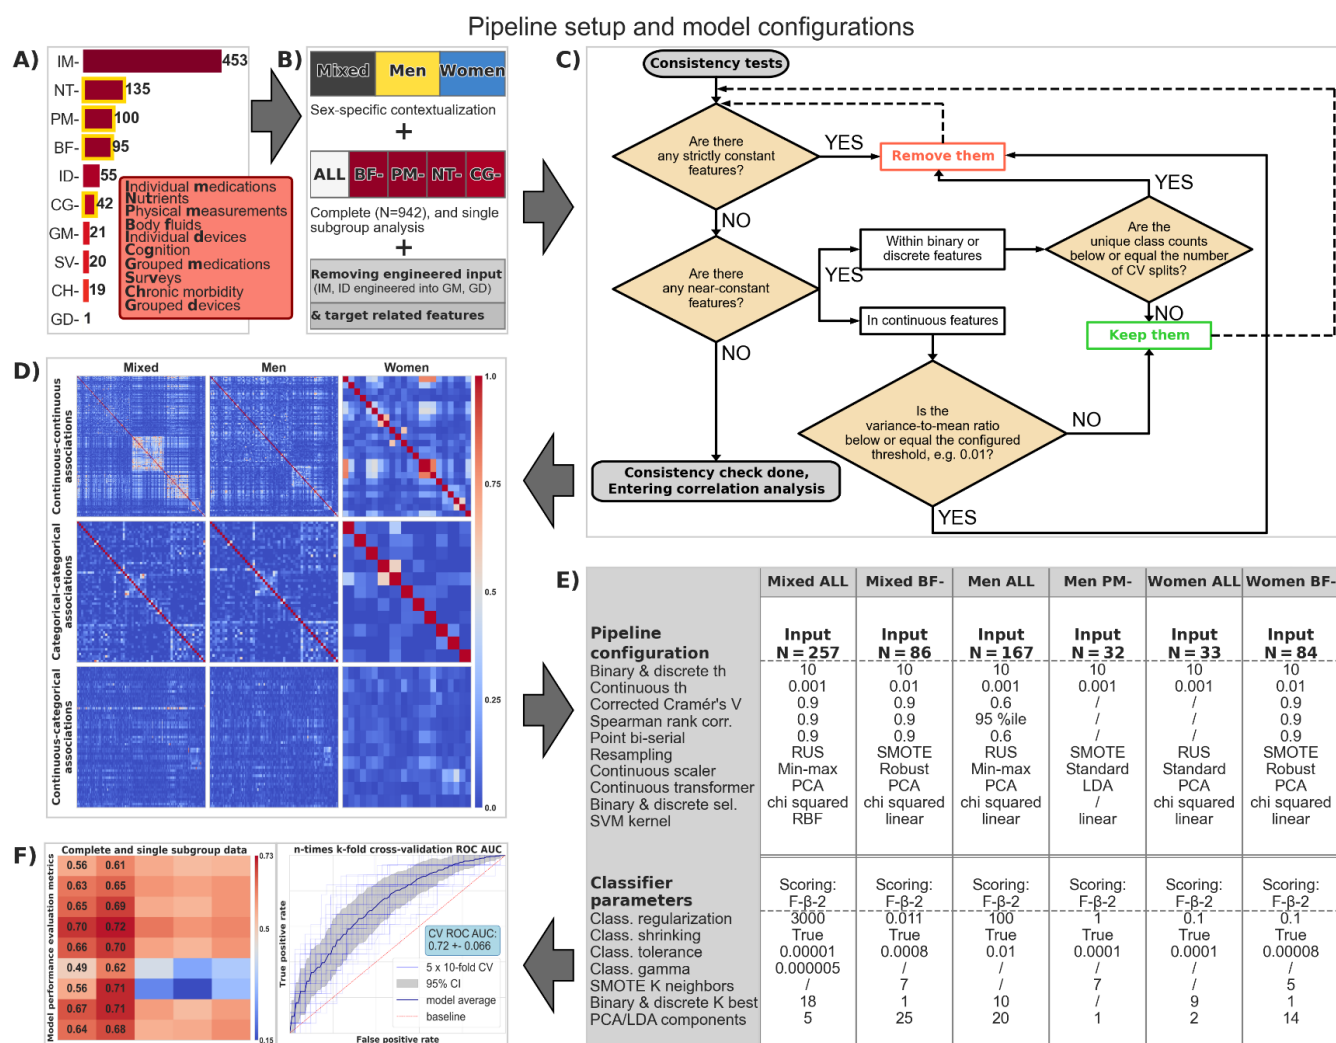 Pipeline setup and model configurations
A)
IM- 453
NT- 135
PM- 100
BF- 95
ID- 55
CG- 42
GM- 21
SV- 20
CH- 19
GD- 1
Individual medications
Nutrients
Physical measurements
Body fluids
Individual devices
Cognition
Grouped medications
Surveys
Chronic morbidity
Grouped devices
B)
Mixed Men Women
Sex-specific contextualization
+
ALL BF- PM- NT- CG-
Complete (N=942), and single
subgroup analysis
+
Removing engineered input
(IM, ID engineered into GM, GD)
& target related features
C)
Consistency tests
Are there
any strictly constant
features?
YES
Remove them
NO
Are there
any near-constant
features?
YES
Within binary or
discrete features
In continuous features
Are the
unique class counts
below or equal the number
of CV splits?
YES
NO
Keep them
Is the
variance-to-mean ratio
below or equal the configured
threshold, e.g. 0.01?
NO
YES
NO
Consistency check done,
Entering correlation analysis
D)
Mixed Men Women
Continuous-continuous
associations
Categorical-categorical
associations
Continuous-categorical
associations
1.0
0.75
0.5
0.25
0.0
E)
Mixed ALL Mixed BF- Men ALL Men PM- Women ALL Women BF-
Pipeline
configuration
Input Input Input Input Input Input
N = 257 N = 86 N = 167 N = 32 N = 33 N = 84
Binary & discrete th 10 10 10 10 10 10
Continuous th 0.001 0.01 0.001 0.001 0.001 0.01
Corrected Cramér's V 0.9 0.9 0.6 / / 0.9
Spearman rank corr. 0.9 0.9 95 %ile / / 0.9
Point bi-serial 0.9 0.9 0.6 / / 0.9
Resampling RUS SMOTE RUS SMOTE RUS SMOTE
Continuous scaler Min-max Robust Min-max Standard Standard Robust
Continuous transformer PCA PCA PCA LDA PCA PCA
Binary & discrete sel. chi squared chi squared chi squared / chi squared chi squared
SVM kernel RBF linear linear linear linear linear
Classifier
parameters
Scoring: Scoring: Scoring: Scoring: Scoring: Scoring:
F-β-2 F-β-2 F-β-2 F-β-2 F-β-2 F-β-2
Class. regularization 3000 0.011 100 1 0.1 0.1
Class. shrinking True True True True True True
Class. tolerance 0.00001 0.0008 0.01 0.0001 0.0001 0.00008
Class. gamma 0.000005 / / / / /
SMOTE K neighbors / 7 / 7 / 5
Binary & discrete K best 18 1 10 / 9 1
PCA/LDA components 5 25 20 1 2 14
F)
Complete and single subgroup data
Model performance evaluation metrics
0.56 0.61
0.63 0.65
0.65 0.69
0.70 0.72
0.66 0.70
0.49 0.62
0.56 0.71
0.67 0.71
0.64 0.68
0.73
0.5
0.15
n-times k-fold cross-validation ROC AUC
True positive rate
CV ROC AUC:
0.72 +- 0.066
5 x 10-fold CV
95% CI
model average
baseline
False positive rate